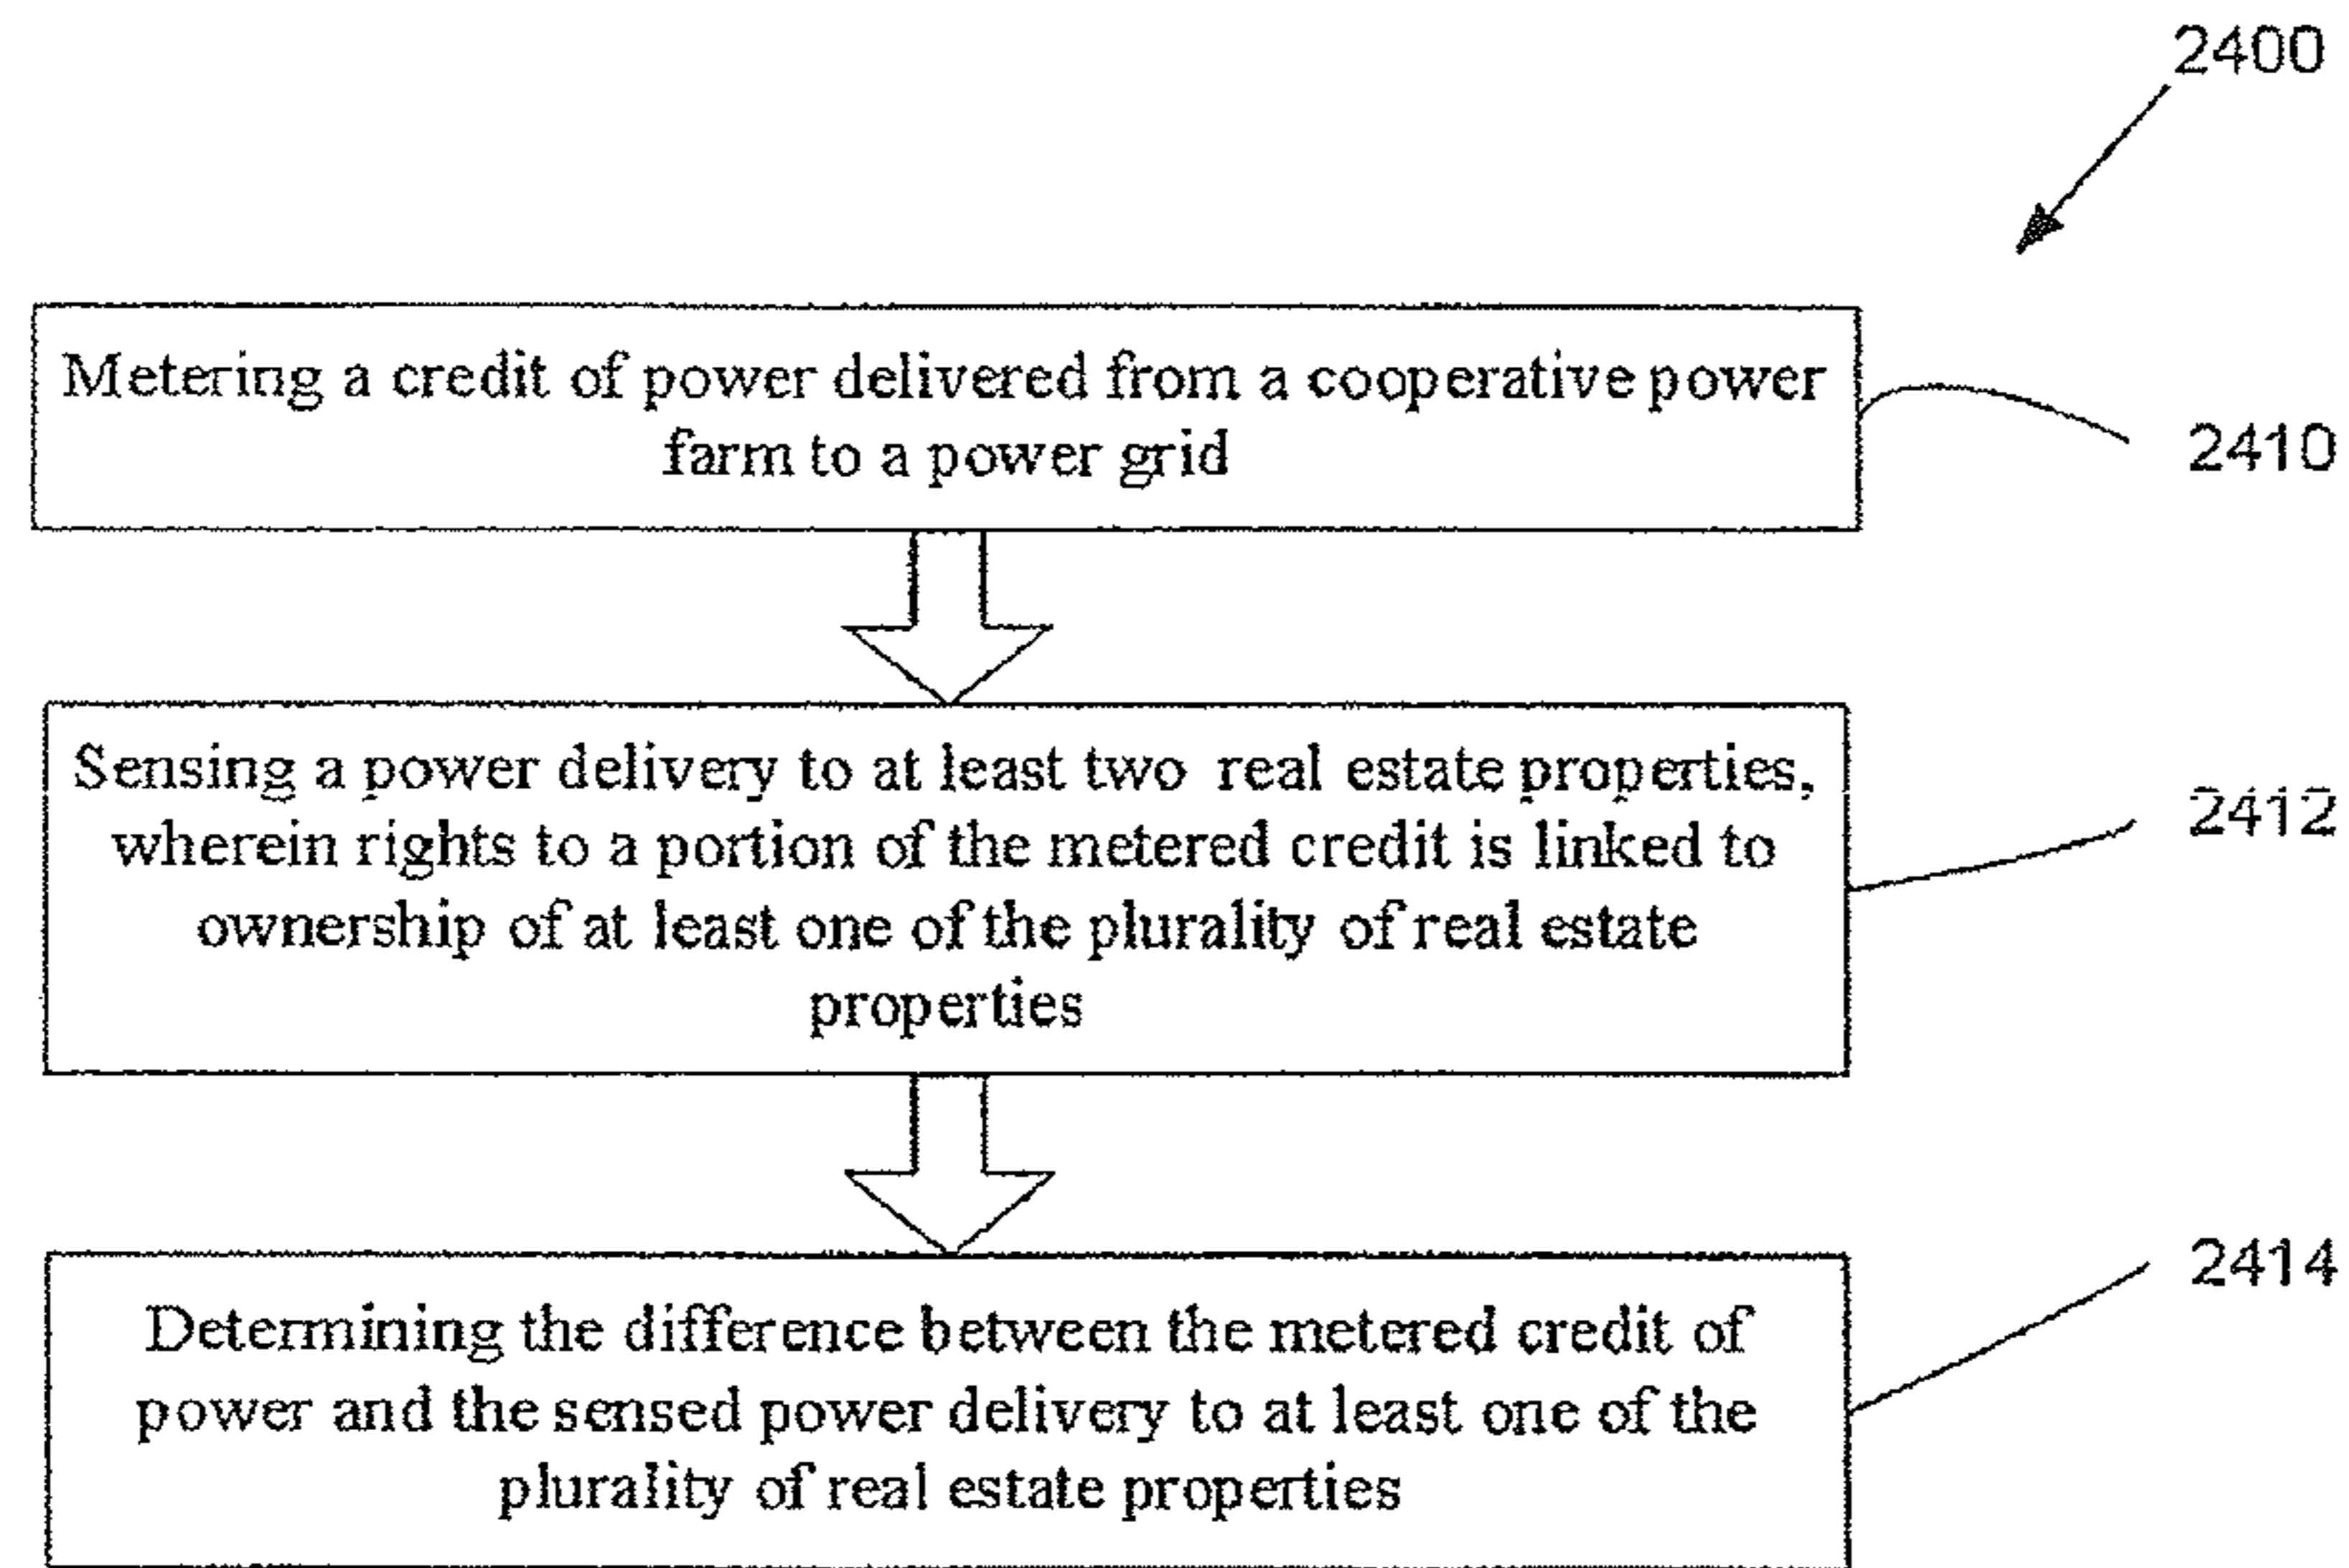 2400
Metering a credit of power delivered from a cooperative power
farm to a power grid
2410
Sensing a power delivery to at least two real estate properties,
wherein rights to a portion of the metered credit is linked to
ownership of at least one of the plurality of real estate
properties
2412
Determining the difference between the metered credit of
power and the sensed power delivery to at least one of the
plurality of real estate properties
2414